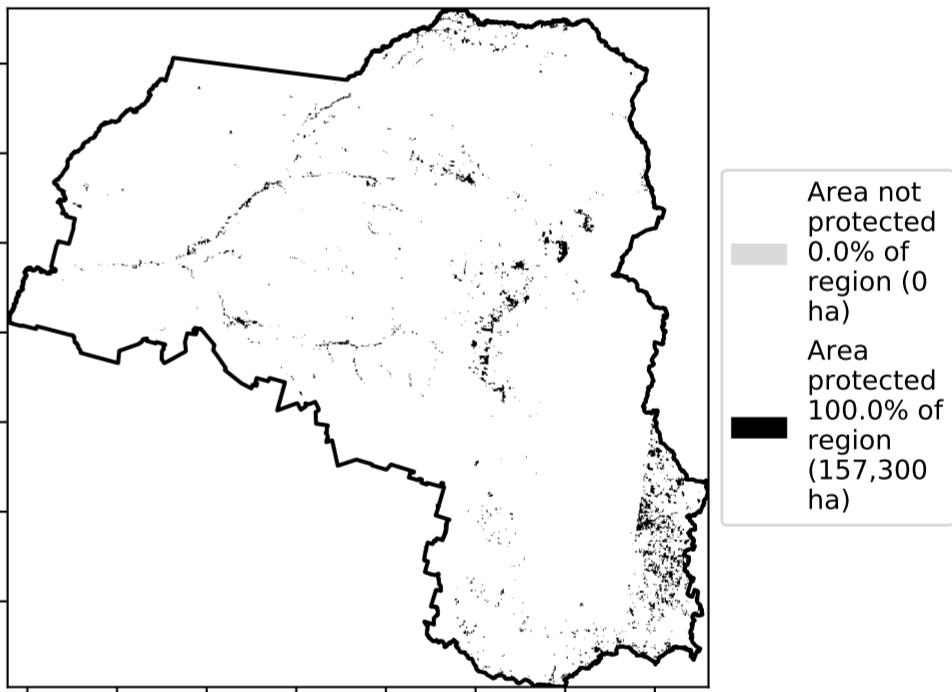 Area not
protected
0.0% of
region (0
ha)
Area
protected
100.0% of
region
(157,300
ha)